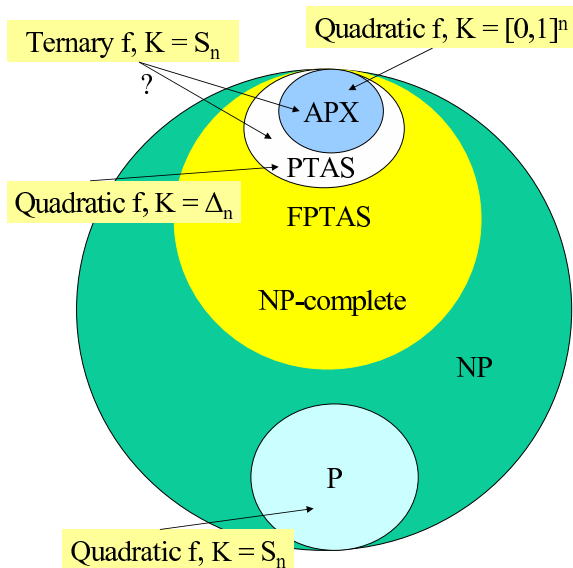 Quadratic f, K = [0,1]ⁿ
Ternary f, K = Sₙ
?
APX
PTAS
Quadratic f, K = Δₙ
FPTAS
NP-complete
NP
P
Quadratic f, K = Sₙ